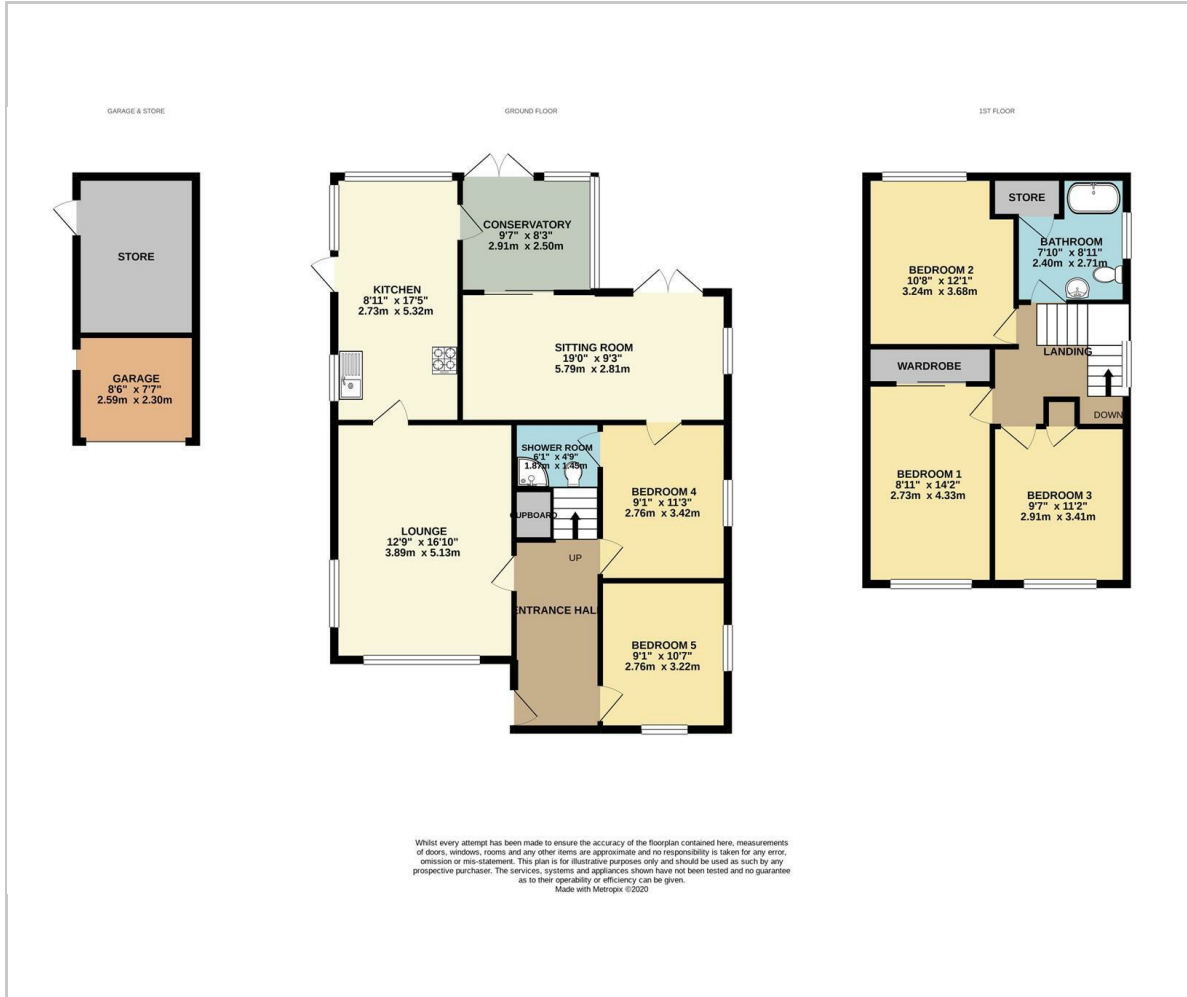 GARAGE & STORE
STORE
GARAGE
8'6" x 7'7"
2.59m x 2.30m
GROUND FLOOR
CONSERVATORY
9'7" x 8'3"
2.91m x 2.50m
KITCHEN
8'11" x 17'5"
2.73m x 5.32m
SITTING ROOM
19'0" x 9'3"
5.79m x 2.81m
SHOWER ROOM
6'1" x 4'9"
1.87m x 1.45m
CUPBOARD
UP
BEDROOM 4
9'1" x 11'3"
2.76m x 3.42m
LOUNGE
12'9" x 16'10"
3.89m x 5.13m
ENTRANCE HALL
BEDROOM 5
9'1" x 10'7"
2.76m x 3.22m
1ST FLOOR
STORE
BATHROOM
7'10" x 8'11"
2.40m x 2.71m
BEDROOM 2
10'8" x 12'1"
3.24m x 3.68m
LANDING
WARDROBE
DOWN
BEDROOM 1
8'11" x 14'2"
2.73m x 4.33m
BEDROOM 3
9'7" x 11'2"
2.91m x 3.41m
Whilst every attempt has been made to ensure the accuracy of the floorplan contained here, measurements
of doors, windows, rooms and any other items are approximate and no responsibility is taken for any error,
omission or mis-statement. This plan is for illustrative purposes only and should be used as such by any
prospective purchaser. The services, systems and appliances shown have not been tested and no guarantee
as to their operability or efficiency can be given.
Made with Metropix ©2020